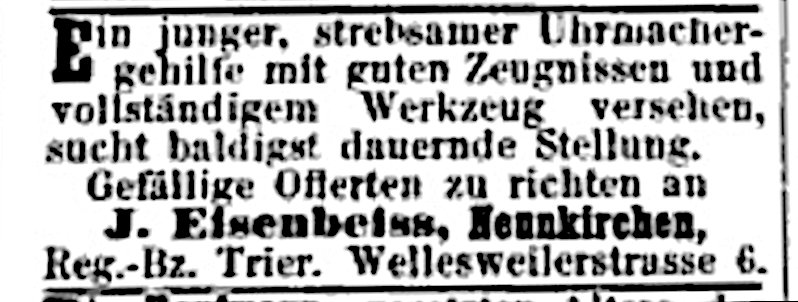 Ein junger, strebsamer Uhrmacher-
gehilfe mit guten Zeugnissen und
vollständigem Werkzeug versehen,
sucht baldigst dauernde Stellung.
Gefällige Offerten zu richten an
J. Eisenbeiss, Neunkirchen,
Reg.-Bz. Trier. Wellesweilerstrasse 6.